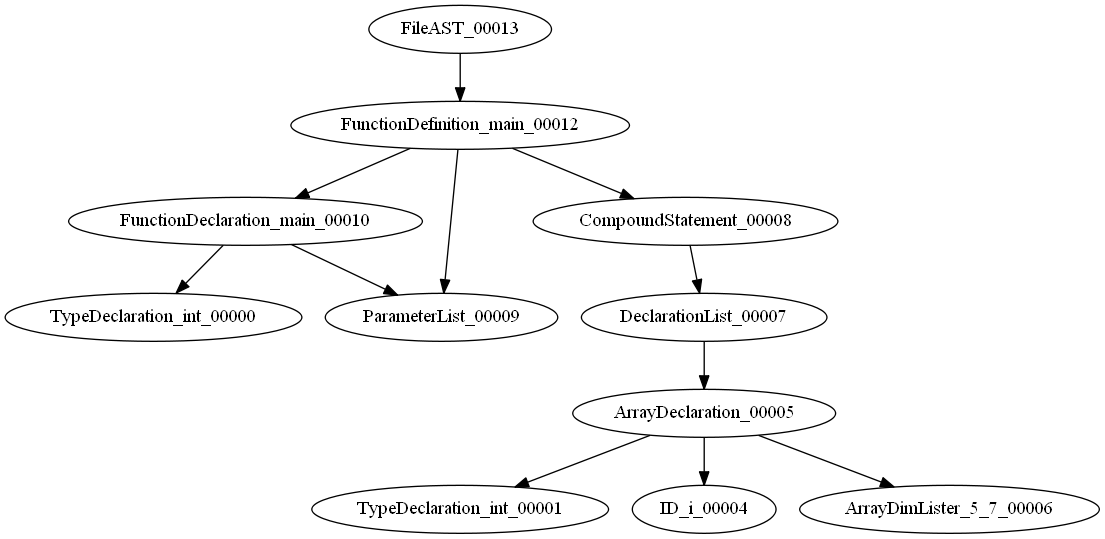 FileAST_00013
FunctionDefinition_main_00012
FunctionDeclaration_main_00010
CompoundStatement_00008
TypeDeclaration_int_00000
ParameterList_00009
DeclarationList_00007
ArrayDeclaration_00005
TypeDeclaration_int_00001
ID_i_00004
ArrayDimLister_5_7_00006